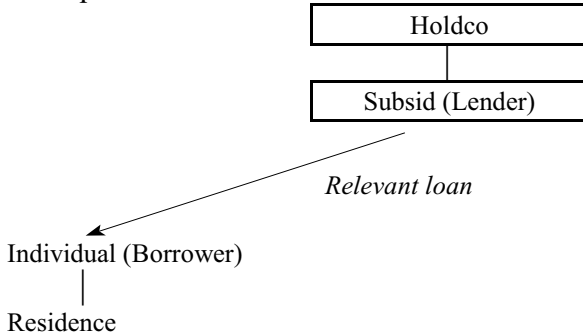 Holdco
Subsid (Lender)
Relevant loan
Individual (Borrower)
Residence